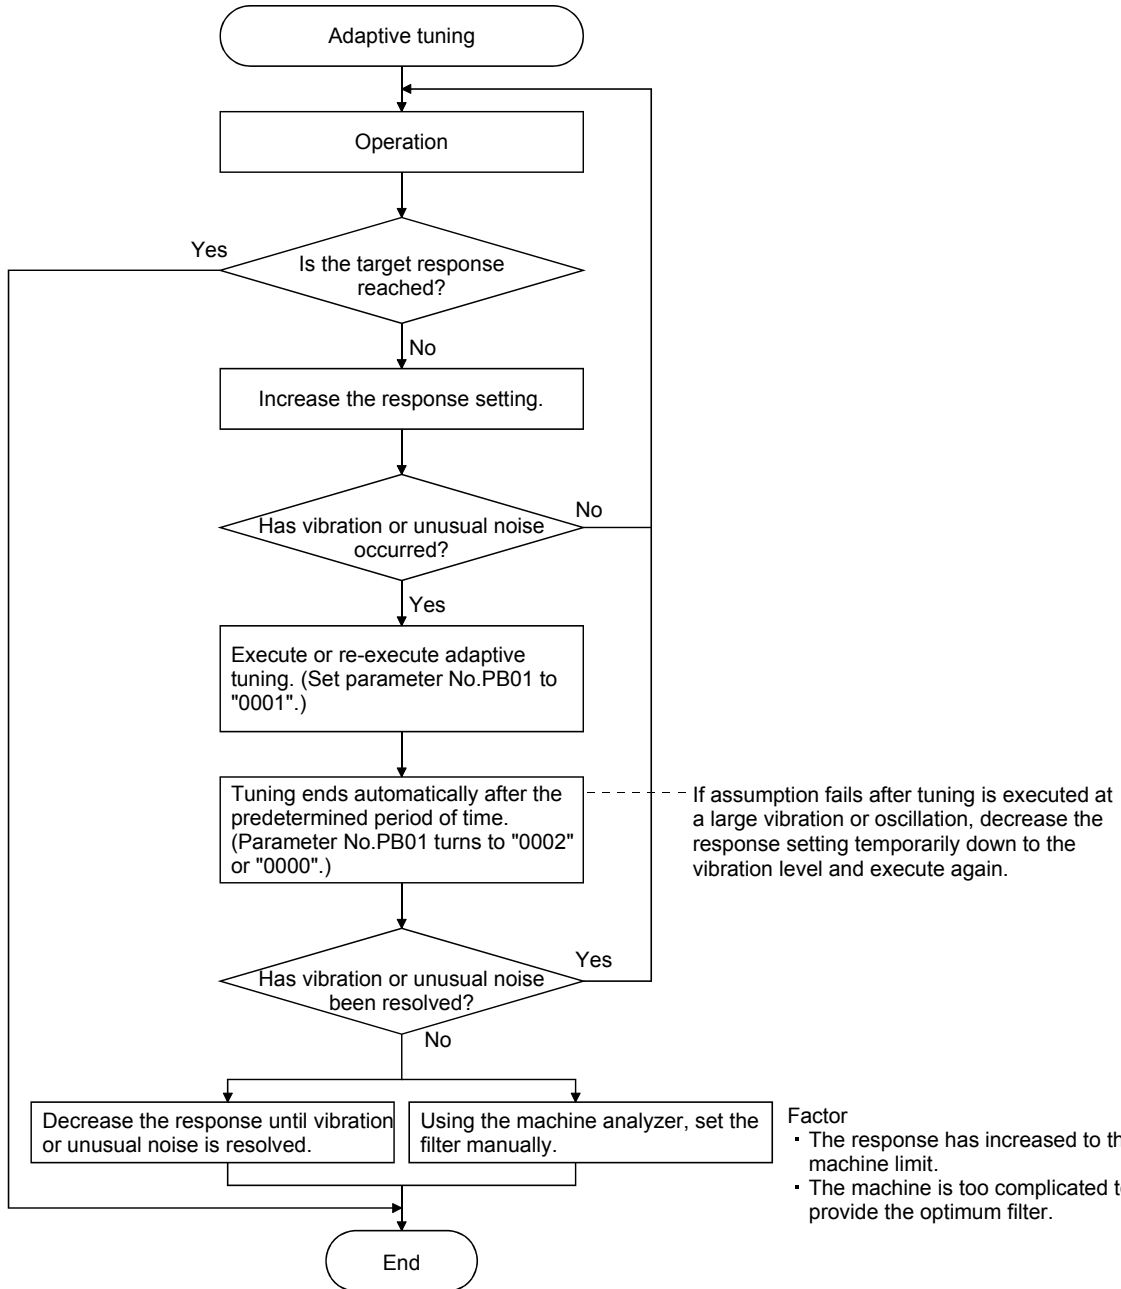 Adaptive tuning
Operation
Yes
Is the target response
reached?
No
Increase the response setting.
Has vibration or unusual noise
occurred?
No
Yes
Execute or re-execute adaptive
tuning. (Set parameter No.PB01 to
"0001".)
Tuning ends automatically after the
predetermined period of time.
(Parameter No.PB01 turns to "0002"
or "0000".)
If assumption fails after tuning is executed at
a large vibration or oscillation, decrease the
response setting temporarily down to the
vibration level and execute again.
Has vibration or unusual noise
been resolved?
Yes
No
Decrease the response until vibration
or unusual noise is resolved.
Using the machine analyzer, set the
filter manually.
Factor
· The response has increased to th
machine limit.
· The machine is too complicated t
provide the optimum filter.
End